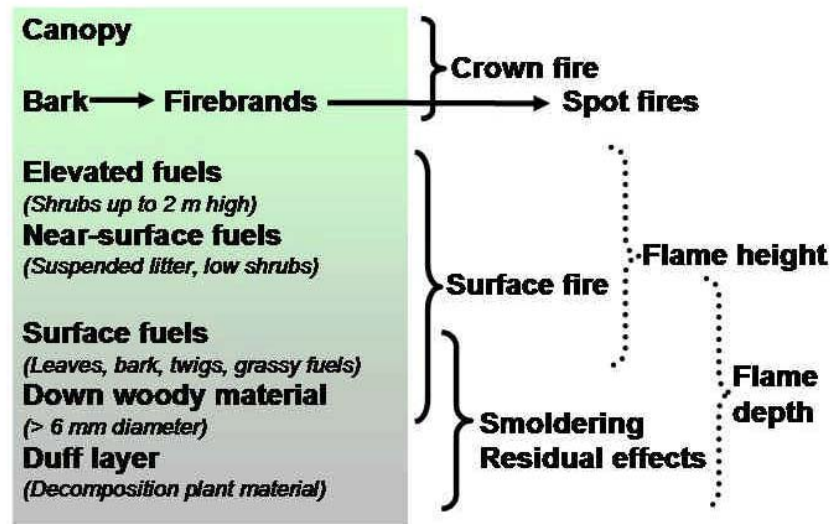 Canopy
Crown fire
Bark Firebrands Spot fires
Elevated fuels
(Shrubs up to 2 m high)
Near-surface fuels
(Suspended litter, low shrubs)
Flame height
Surface fire
Surface fuels
(Leaves, bark, twigs, grassy fuels)
Down woody material
(> 6 mm diameter)
Duff layer
(Decomposition plant material)
Smoldering
Residual effects
Flame
depth